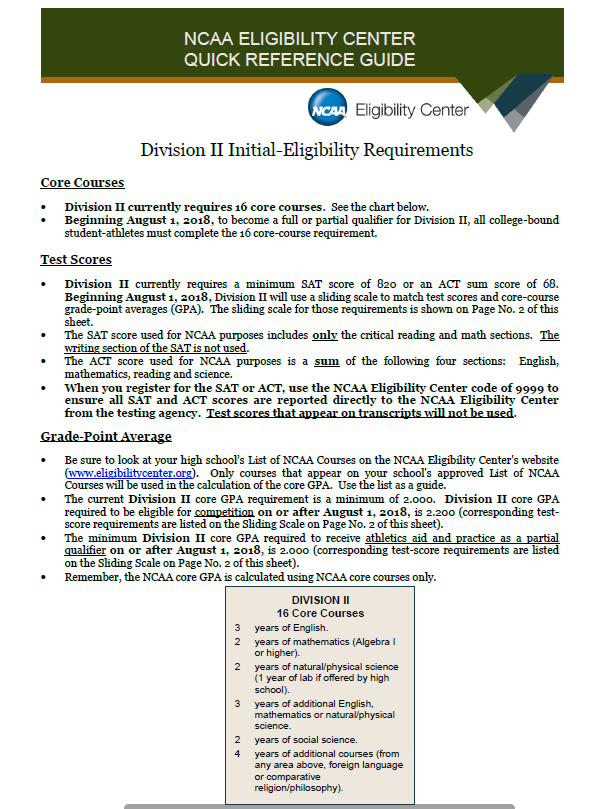 NCAA ELIGIBILITY CENTER
QUICK REFERENCE GUIDE
NCAA Eligibility Center
Division II Initial-Eligibility Requirements
Core Courses
• Division II currently requires 16 core courses. See the chart below.
• Beginning August 1, 2018, to become a full or partial qualifier for Division II, all college-bound
student-athletes must complete the 16 core-course requirement.
Test Scores
• Division II currently requires a minimum SAT score of 820 or an ACT sum score of 68.
Beginning August 1, 2018, Division II will use a sliding scale to match test scores and core-course
grade-point averages (GPA). The sliding scale for those requirements is shown on Page No. 2 of this
sheet.
• The SAT score used for NCAA purposes includes only the critical reading and math sections. The
writing section of the SAT is not used.
• The ACT score used for NCAA purposes is a sum of the following four sections: English,
mathematics, reading and science.
• When you register for the SAT or ACT, use the NCAA Eligibility Center code of 9999 to
ensure all SAT and ACT scores are reported directly to the NCAA Eligibility Center
from the testing agency. Test scores that appear on transcripts will not be used.
Grade-Point Average
• Be sure to look at your high school's List of NCAA Courses on the NCAA Eligibility Center's website
(www.eligibilitycenter.org). Only courses that appear on your school's approved List of NCAA
Courses will be used in the calculation of the core GPA. Use the list as a guide.
• The current Division II core GPA requirement is a minimum of 2.000. Division II core GPA
required to be eligible for competition on or after August 1, 2018, is 2.200 (corresponding test-
score requirements are listed on the Sliding Scale on Page No. 2 of this sheet).
• The minimum Division II core GPA required to receive athletics aid and practice as a partial
qualifier on or after August 1, 2018, is 2.000 (corresponding test-score requirements are listed
on the Sliding Scale on Page No. 2 of this sheet).
• Remember, the NCAA core GPA is calculated using NCAA core courses only.
DIVISION II
16 Core Courses
3 years of English.
2 years of mathematics (Algebra I
or higher).
2 years of natural/physical science
(1 year of lab if offered by high
school).
3 years of additional English,
mathematics or natural/physical
science.
2 years of social science.
4 years of additional courses (from
any area above, foreign language
or comparative
religion/philosophy).